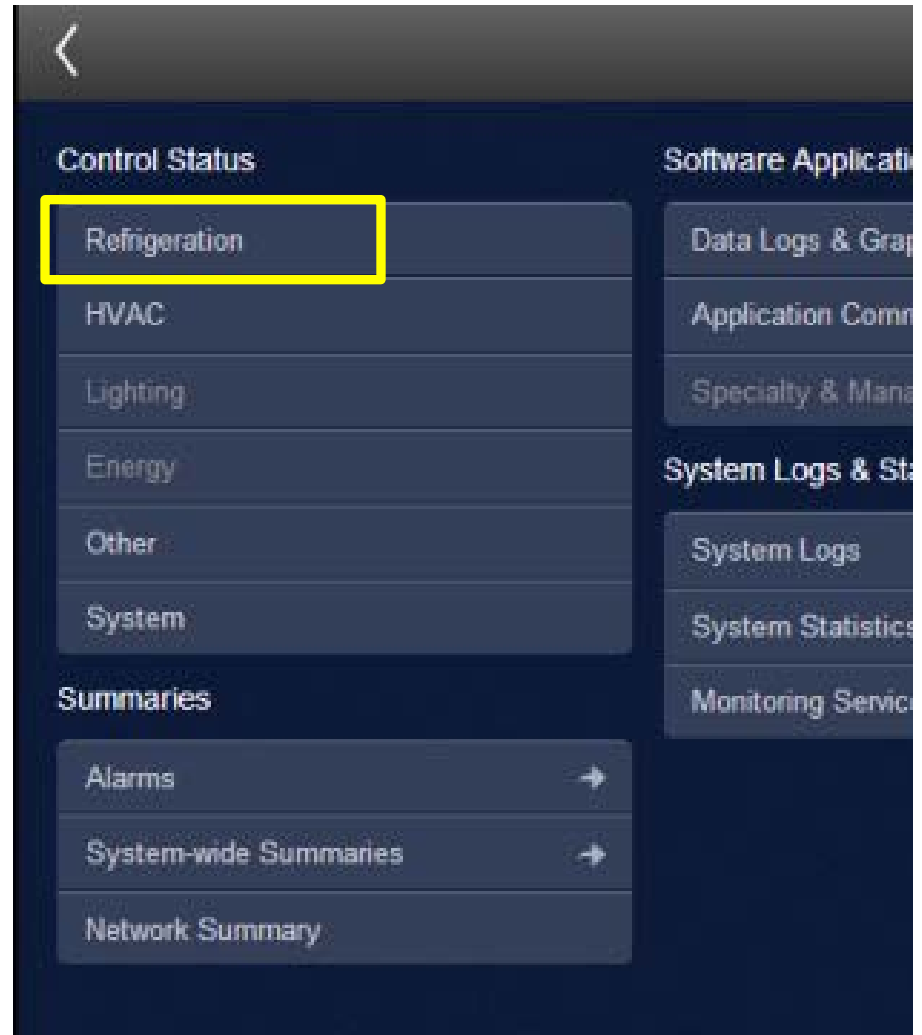 Control Status
Refrigeration
HVAC
Lighting
Energy
Other
System
Summaries
Alarms
System-wide Summaries
Network Summary
Software
Data Logs &
Application
Specialty &
System Logs &
System Logs
System Statistics
Monitoring